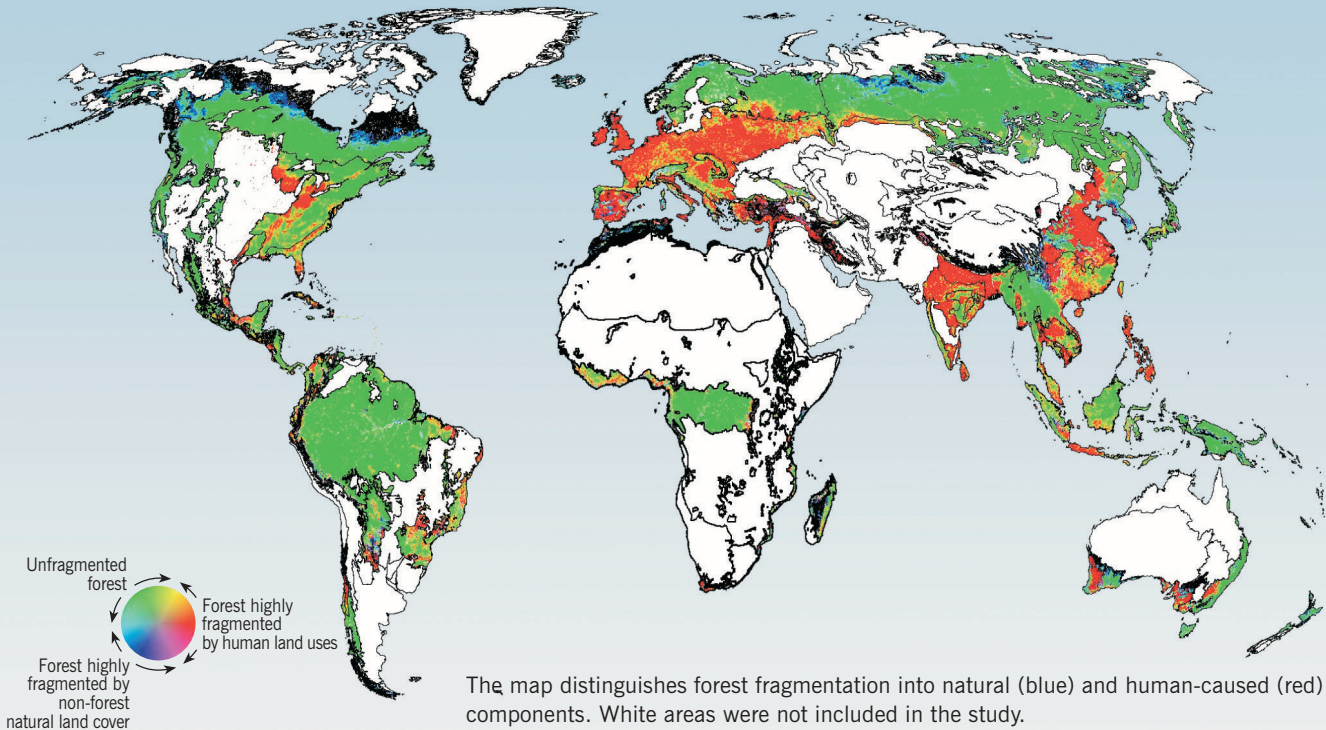 Unfragmented
forest
Forest highly
fragmented
by human land uses
Forest highly
fragmented by
non-forest
natural land cover
The map distinguishes forest fragmentation into natural (blue) and human-caused (red)
components. White areas were not included in the study.